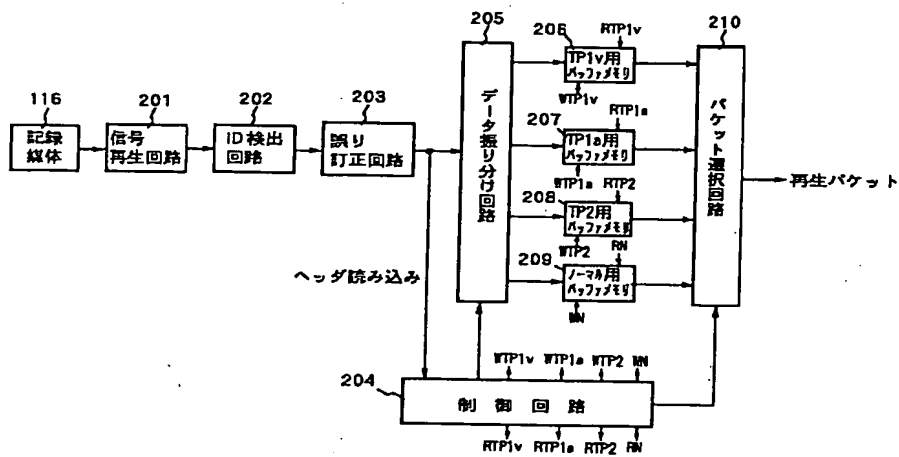 116
記録
媒体
201
信号
再生回路
202
ID検出
回路
203
誤り
訂正回路
205
データ振り分け回路
206
RTP1v
TP1v用
バッファメモリ
WTP1v
207
RTP1a
TP1a用
バッファメモリ
WTP1a
208
RTP2
TP2用
バッファメモリ
WTP2
209
RN
ノーマル用
バッファメモリ
WN
210
パケット選択回路
再生パケット
ヘッダ読み込み
204
制御回路
WTP1v
WTP1a
WTP2
WN
RTP1v
RTP1a
RTP2
RN